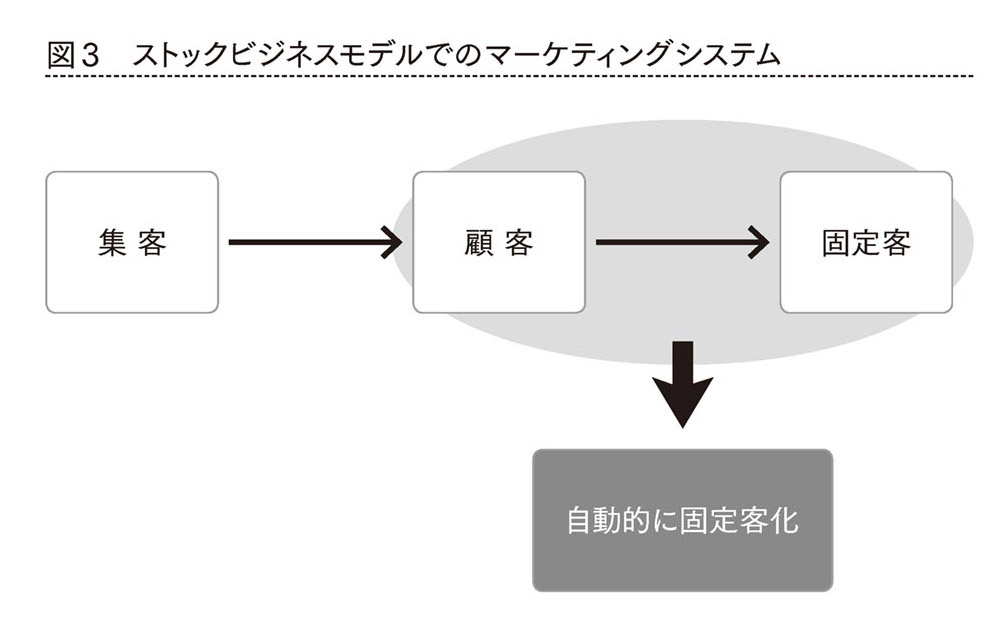 図3 ストックビジネスモデルでのマーケティングシステム
集 客
顧 客
固定客
自動的に固定客化